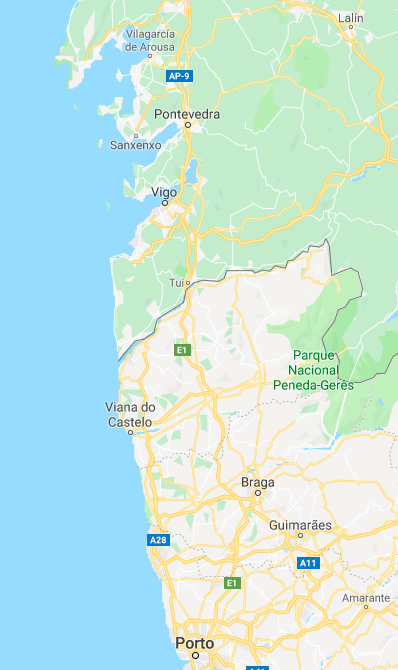 Lalín
Vilagarcía
de Arousa
AP-9
Pontevedra
Sanxenxo
Vigo
Tui
E1
Parque
Nacional
Peneda-Gerês
Viana do
Castelo
Braga
Guimarães
A28
A11
E1
Amarante
Porto